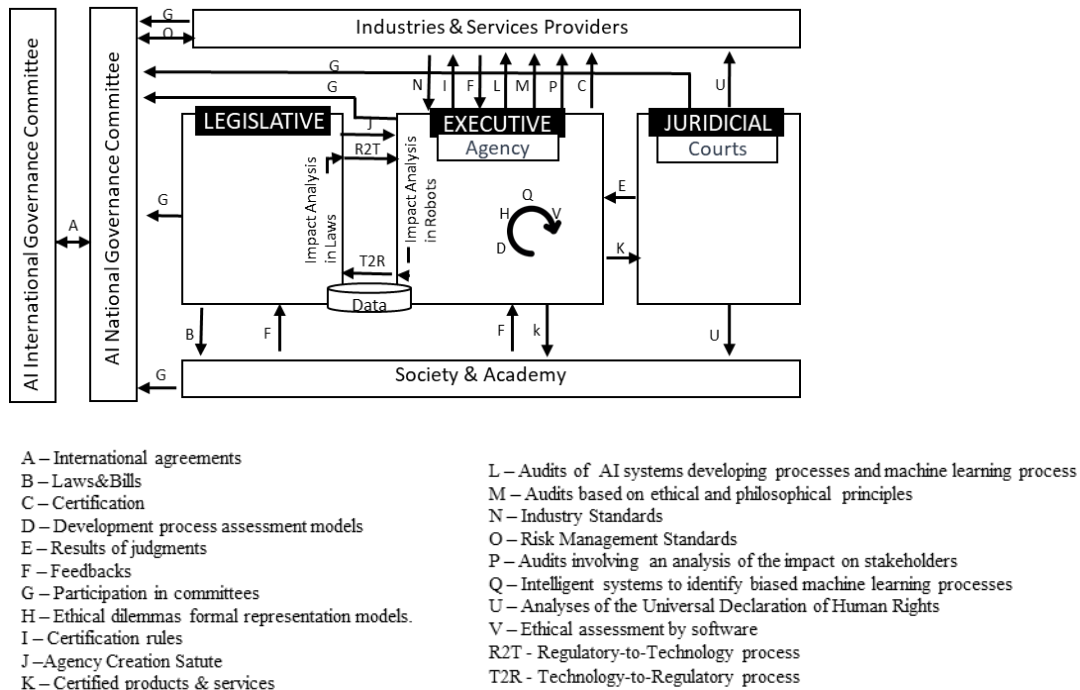 AI International Governance Committee
AI National Governance Committee
G
O
Industries & Services Providers
G
G
N
I
F
L
M
P
C
U
LEGISLATIVE
EXECUTIVE
Agency
JURIDICIAL
Courts
J
R2T
Impact Analysis
in Laws
Impact Analysis
in Robots
Q
H
V
D
E
K
G
A
T2R
Data
B
F
F
k
U
G
Society & Academy
A – International agreements
B – Laws&Bills
C – Certification
D – Development process assessment models
E – Results of judgments
F – Feedbacks
G – Participation in committees
H – Ethical dilemmas formal representation models.
I – Certification rules
J –Agency Creation Satute
K – Certified products & services
L – Audits of AI systems developing processes and machine learning process
M – Audits based on ethical and philosophical principles
N – Industry Standards
O – Risk Management Standards
P – Audits involving an analysis of the impact on stakeholders
Q – Intelligent systems to identify biased machine learning processes
U – Analyses of the Universal Declaration of Human Rights
V – Ethical assessment by software
R2T - Regulatory-to-Technology process
T2R - Technology-to-Regulatory process